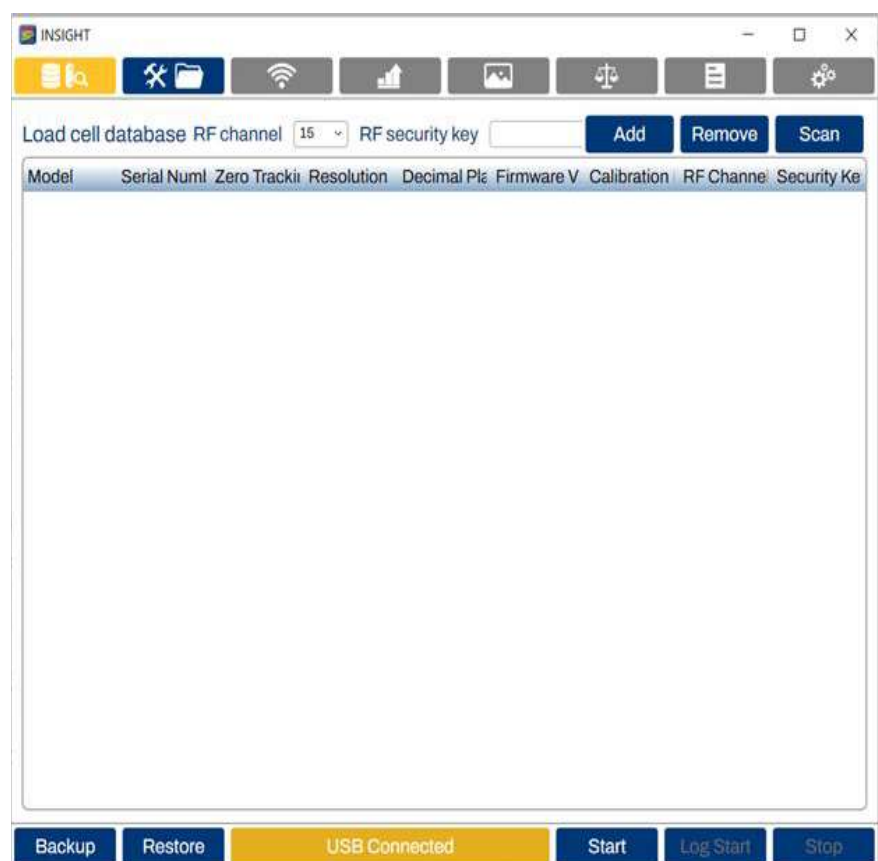 INSIGHT
Load cell database RF channel 15 RF security key Add Remove Scan
Model Serial Numl Zero Trackii Resolution Decimal Pla Firmware V Calibration RF Channel Security Ke
Backup Restore USB Connected Start Log Start Stop